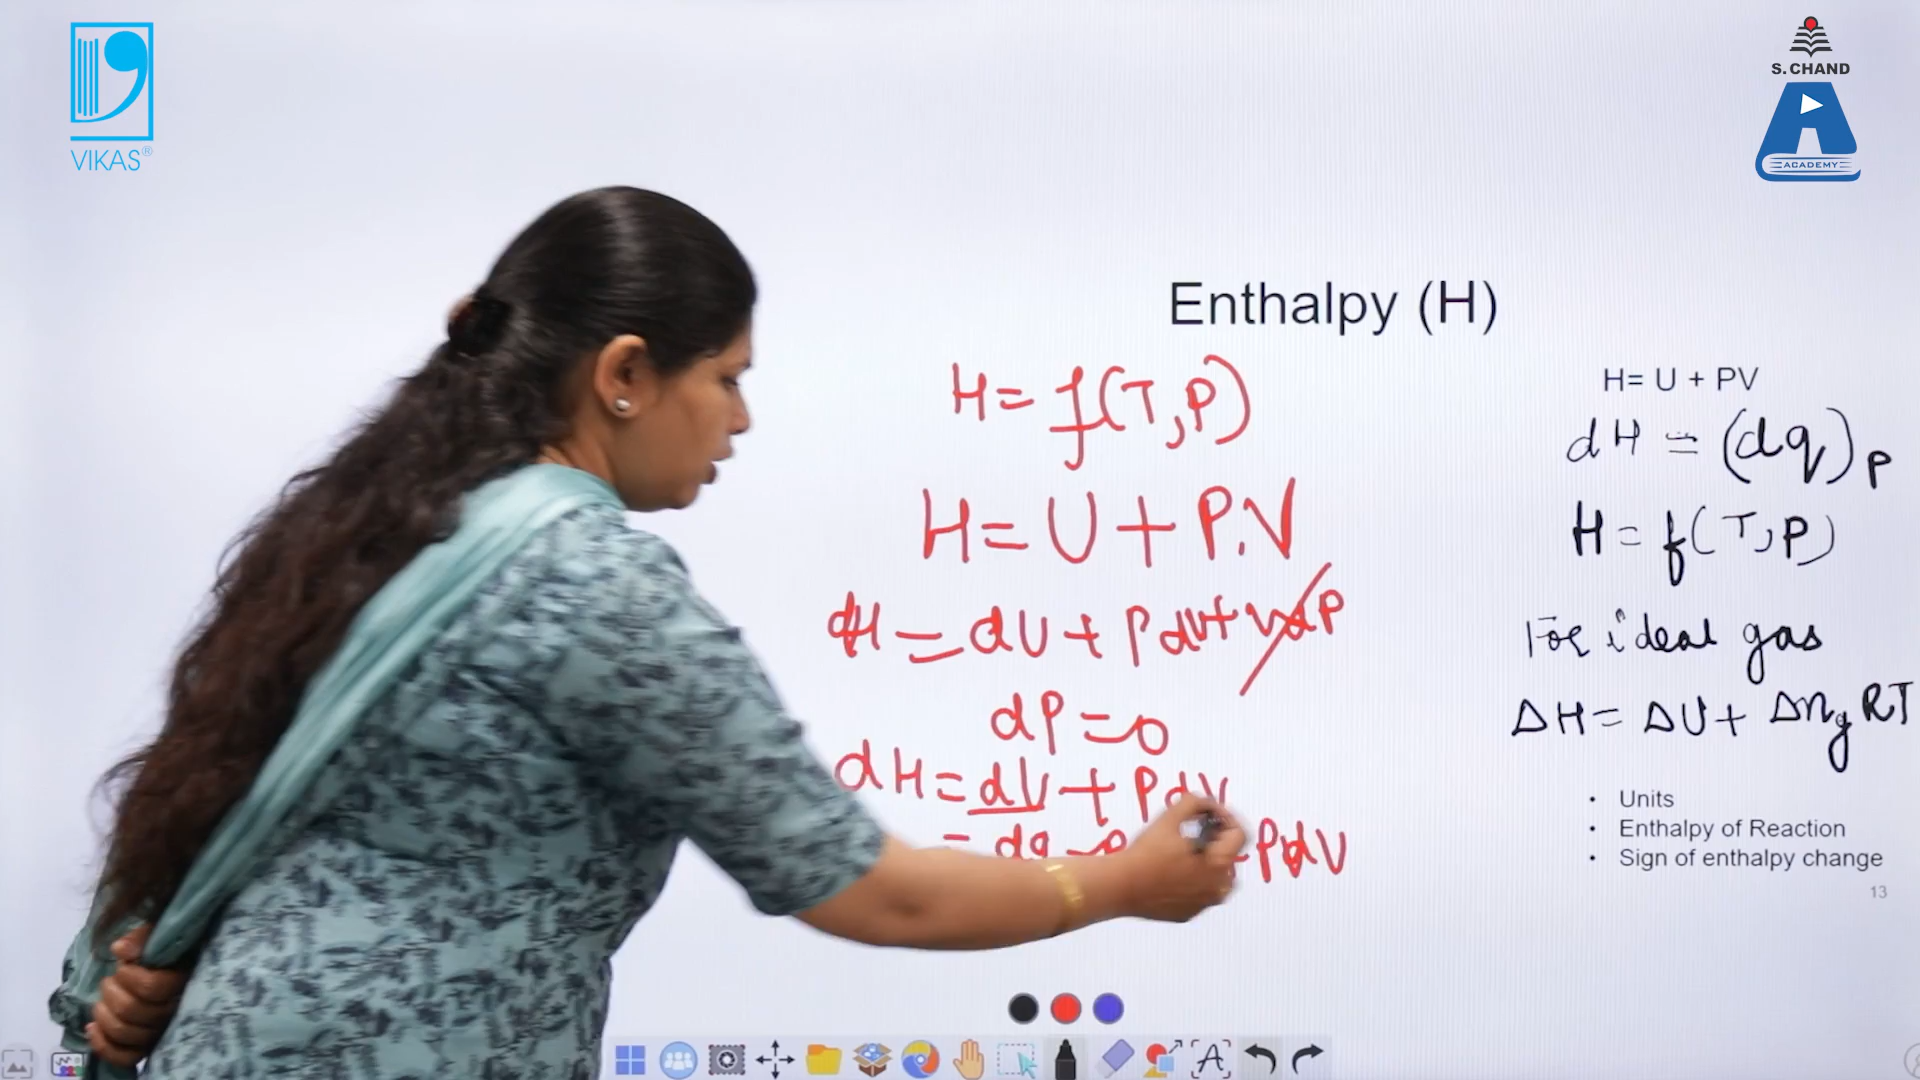 VIKAS®
S. CHAND
ACADEMY
Enthalpy (H)
H = f(T,P)
H = U + P.V
dH = dU + PdV + VdP
dP = 0
dH = dU + PdV
= dq - P
PdV
H= U + PV
dH = (dq)P
H = f(T,P)
For ideal gas
ΔH = ΔU + ΔngRT
• Units
• Enthalpy of Reaction
• Sign of enthalpy change
13